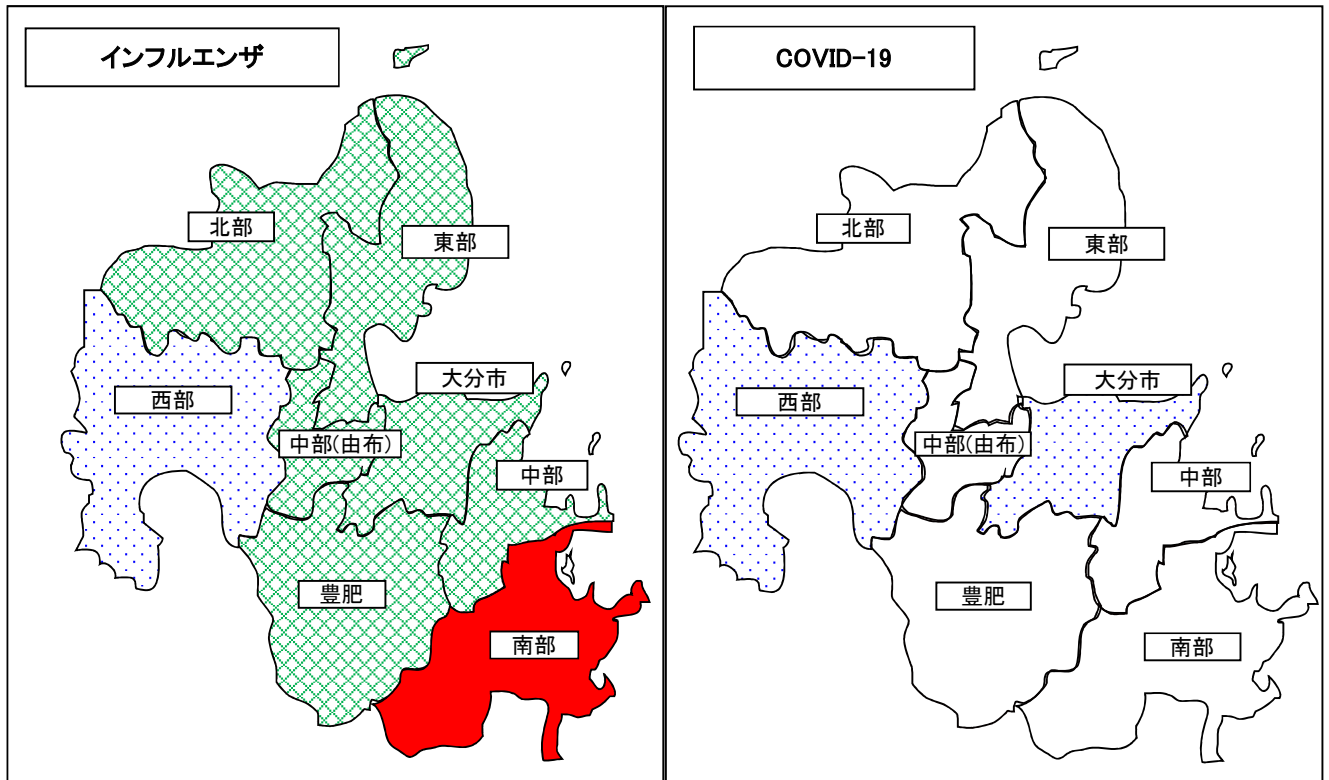 インフルエンザ
北部
東部
大分市
西部
中部(由布)
中部
豊肥
南部
COVID-19
北部
東部
大分市
西部
中部(由布)
中部
豊肥
南部